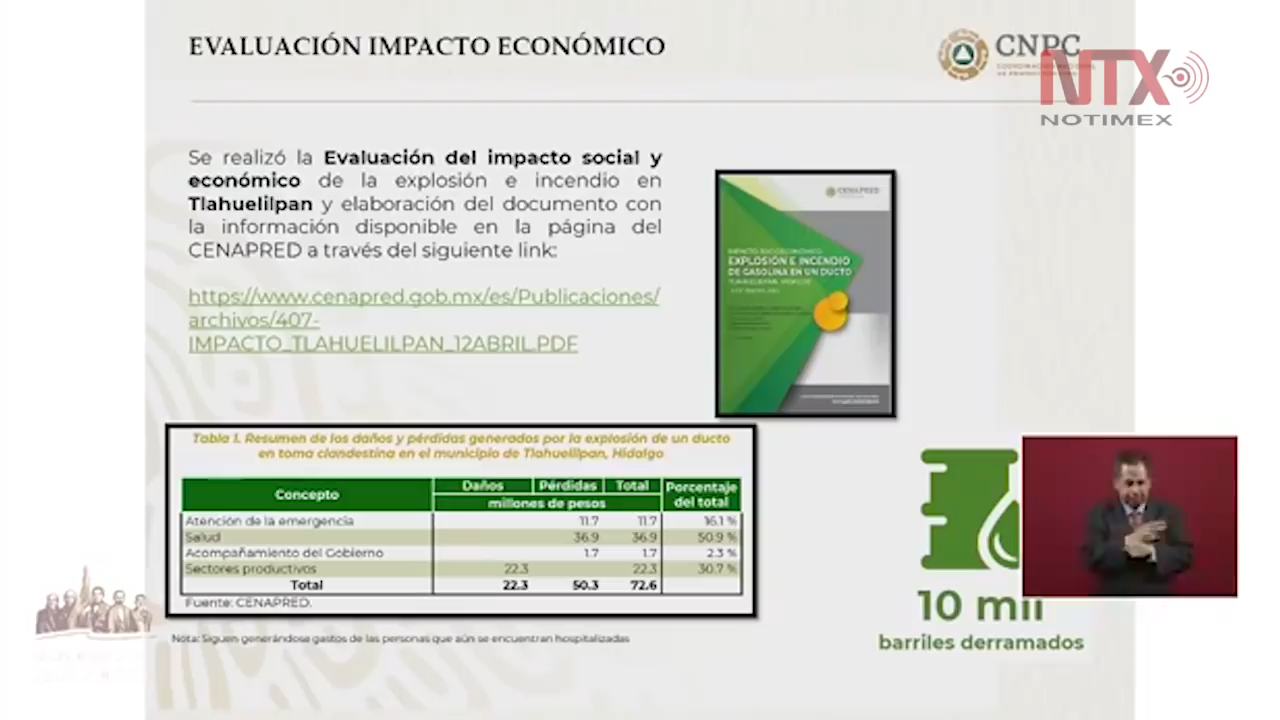 EVALUACIÓN IMPACTO ECONÓMICO
CNPC
NTX
NOTIMEX
Se realizó la Evaluación del impacto social y
económico de la explosión e incendio en
Tlahuelilpan y elaboración del documento con
la información disponible en la página del
CENAPRED a través del siguiente link:
https://www.cenapred.gob.mx/es/Publicaciones/
archivos/407-
IMPACTO_TLAHUELILPAN_12ABRIL.PDF
CENAPRED
IMPACTO SOCIOECONÓMICO
EXPLOSIÓN E INCENDIO
DE GASOLINA EN UN DUCTO
Tabla 1. Resumen de los daños y pérdidas generados por la explosión de un ducto
en toma clandestina en el municipio de Tlahuelilpan, Hidalgo
Concepto Daños Pérdidas Total Porcentaje
millones de pesos del total
Atención de la emergencia 11.7 11.7 16.1 %
Salud 36.9 36.9 50.9 %
Acompañamiento del Gobierno 1.7 1.7 2.3 %
Sectores productivos 22.3 22.3 30.7 %
Total 22.3 50.3 72.6
Fuente: CENAPRED.
Nota: Siguen generándose gastos de las personas que aún se encuentran hospitalizadas
10 mil
barriles derramados